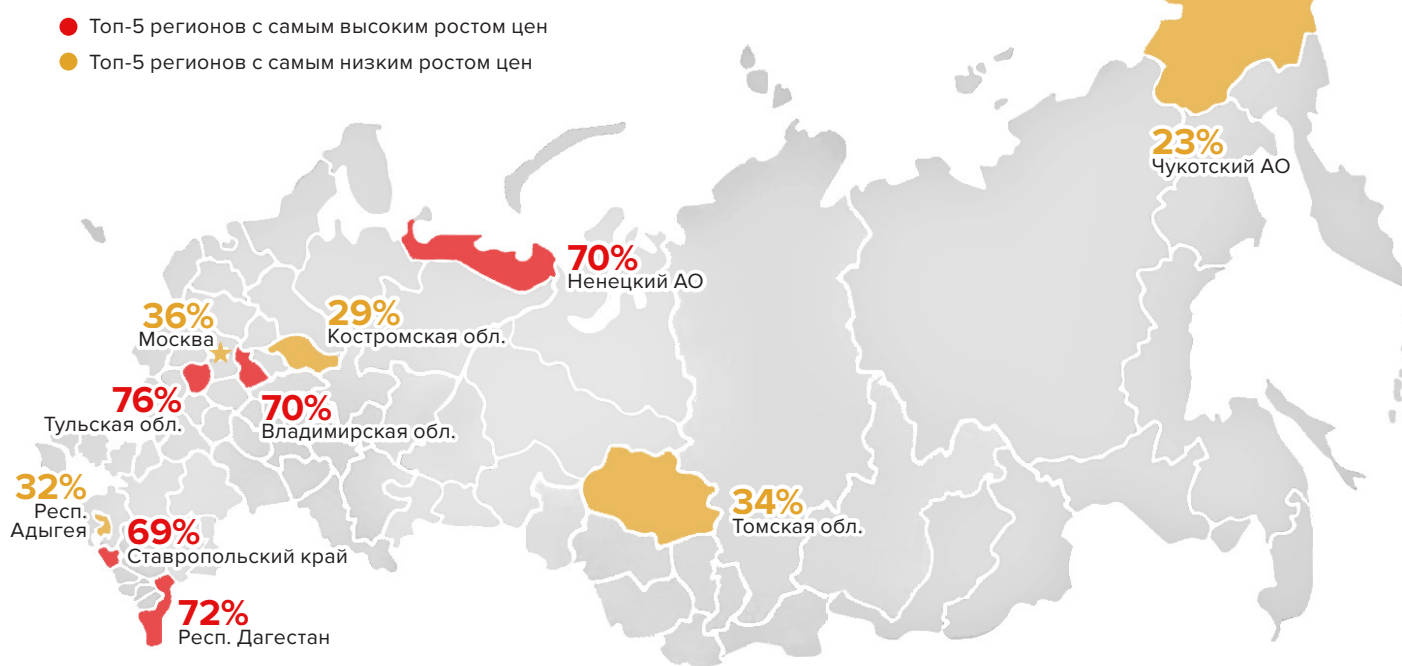 Топ-5 регионов с самым высоким ростом цен
Топ-5 регионов с самым низким ростом цен
23%
Чукотский АО
70%
Ненецкий АО
36%
Москва
29%
Костромская обл.
76%
Тульская обл.
70%
Владимирская обл.
32%
Респ.
Адыгея
69%
Ставропольский край
34%
Томская обл.
72%
Респ. Дагестан